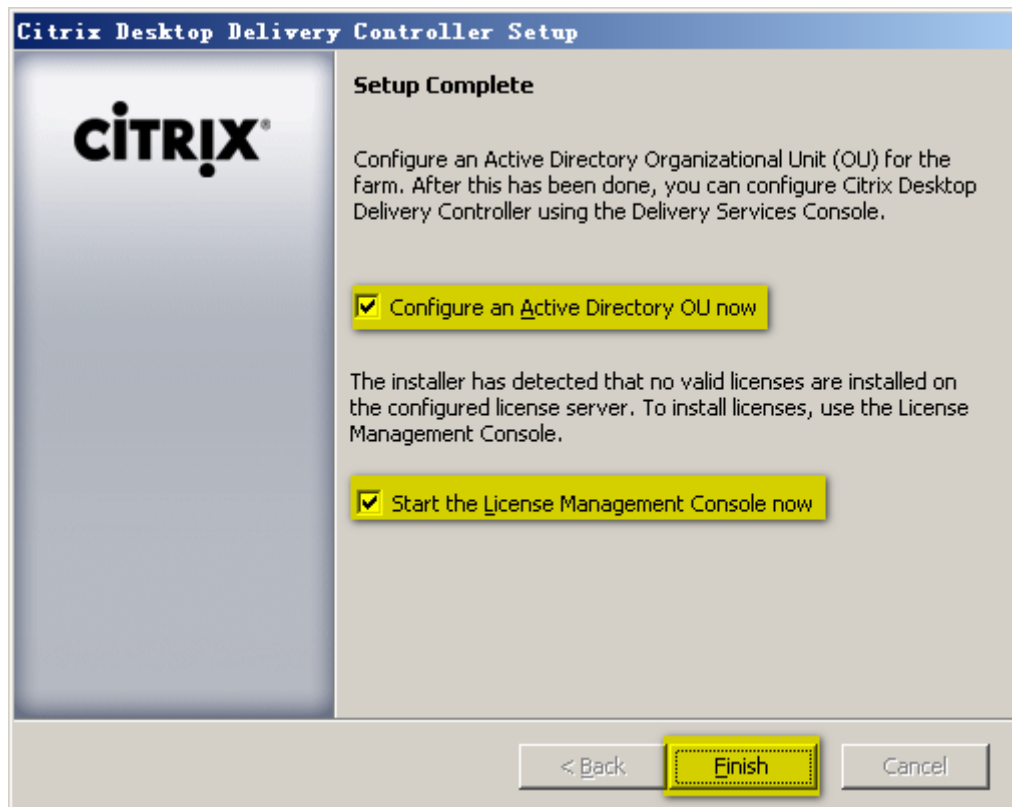 Citrix Desktop Delivery Controller Setup
CİTRİX®
Setup Complete
Configure an Active Directory Organizational Unit (OU) for the
farm. After this has been done, you can configure Citrix Desktop
Delivery Controller using the Delivery Services Console.
Configure an Active Directory OU now
The installer has detected that no valid licenses are installed on
the configured license server. To install licenses, use the License
Management Console.
Start the License Management Console now
< Back
Finish
Cancel